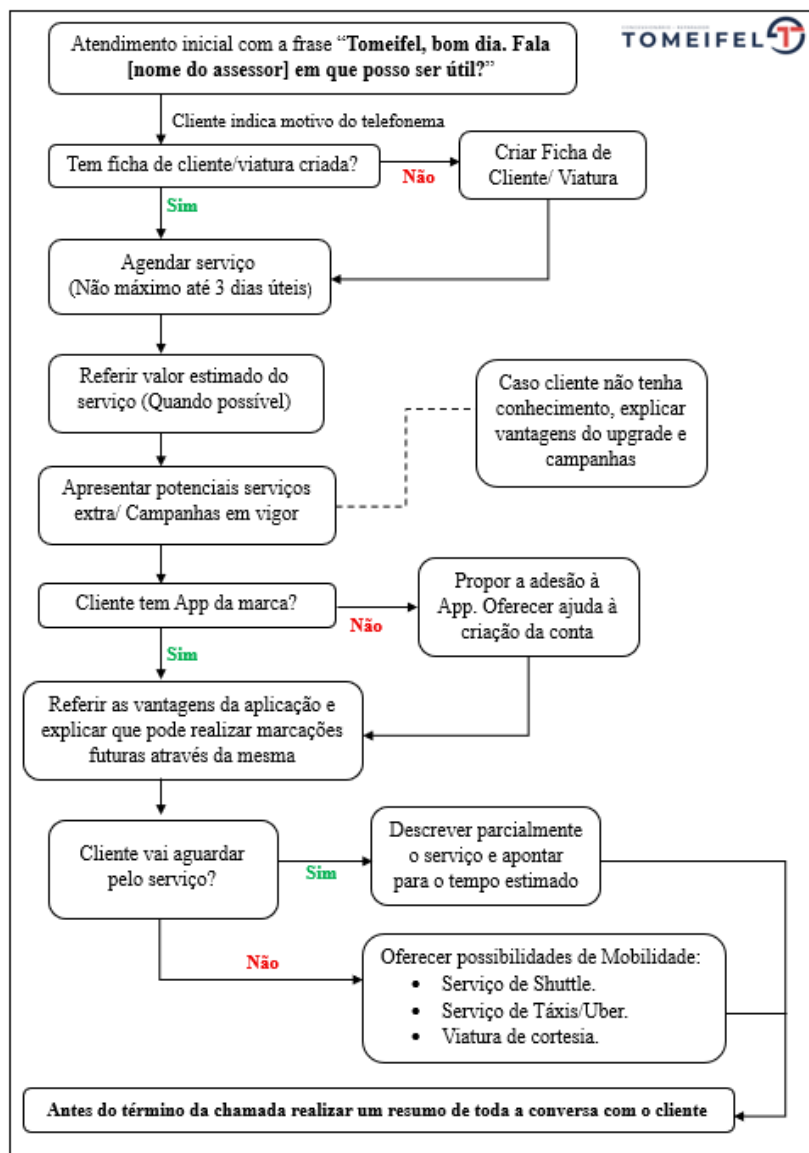 TOMEIFEL
Atendimento inicial com a frase “Tomeifel, bom dia. Fala
[nome do assessor] em que posso ser útil?”
Cliente indica motivo do telefonema
Tem ficha de cliente/viatura criada?
Não
Criar Ficha de
Cliente/ Viatura
Sim
Agendar serviço
(Não máximo até 3 dias úteis)
Referir valor estimado do
serviço (Quando possível)
Caso cliente não tenha
conhecimento, explicar
vantagens do upgrade e
campanhas
Apresentar potenciais serviços
extra/ Campanhas em vigor
Cliente tem App da marca?
Não
Propor a adesão à
App. Oferecer ajuda à
criação da conta
Sim
Referir as vantagens da aplicação e
explicar que pode realizar marcações
futuras através da mesma
Cliente vai aguardar
pelo serviço?
Sim
Descrever parcialmente
o serviço e apontar
para o tempo estimado
Não
Oferecer possibilidades de Mobilidade:
• Serviço de Shuttle.
• Serviço de Táxis/Uber.
• Viatura de cortesia.
Antes do término da chamada realizar um resumo de toda a conversa com o cliente